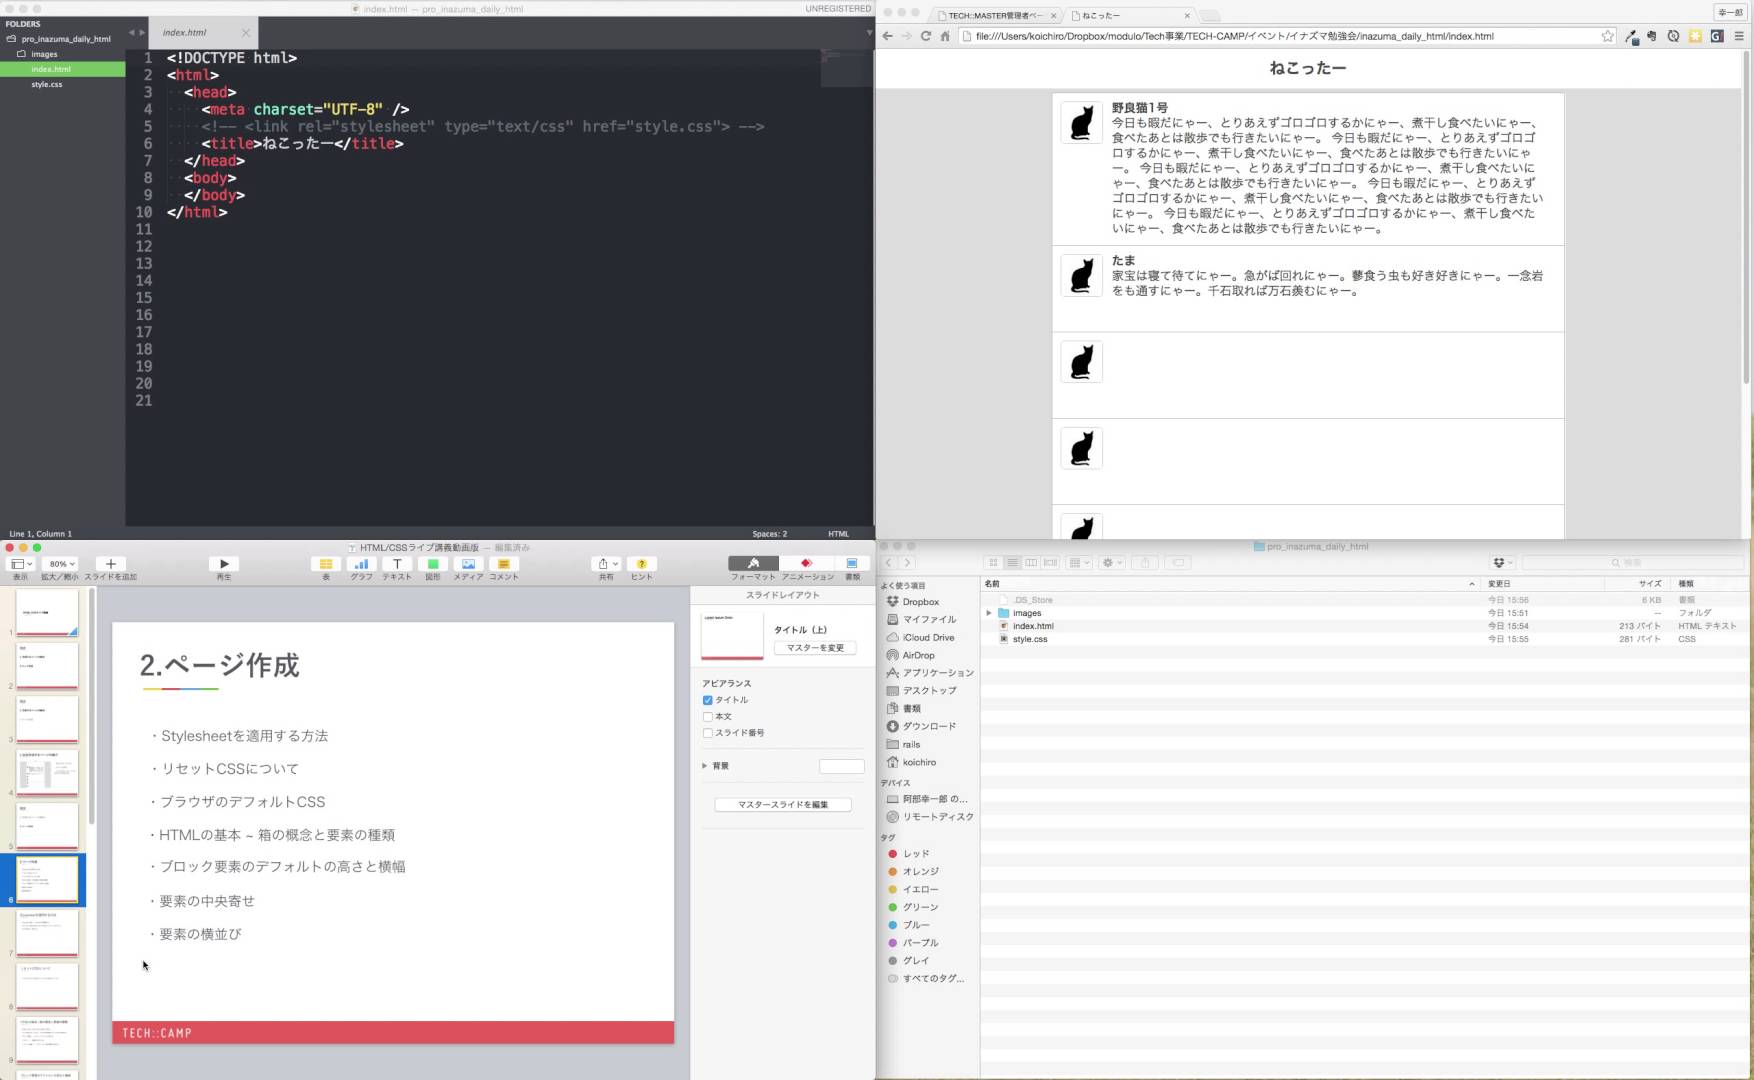 index.html — pro_inazuma_daily_html
UNREGISTERED
FOLDERS
pro_inazuma_daily_html
images
index.html
style.css
index.html
1 <!DOCTYPE html>
2 <html>
3 <head>
4 <meta charset="UTF-8" />
5 <!-- <link rel="stylesheet" type="text/css" href="style.css"> -->
6 <title>ねこったー</title>
7 </head>
8 <body>
9 </body>
10 </html>
11
12
13
14
15
16
17
18
19
20
21
Line 1, Column 1
Spaces: 2
HTML
TECH::MASTER管理者ペー
ねこったー
幸一郎
file:///Users/koichiro/Dropbox/modulo/Tech事業/TECH-CAMP/イベント/イナズマ勉強会/inazuma_daily_html/index.html
ねこったー
野良猫1号
今日も暇だにゃー、とりあえずゴロゴロするかにゃー、煮干し食べたいにゃー、
食べたあとは散歩でも行きたいにゃー。 今日も暇だにゃー、とりあえずゴロゴ
ロするかにゃー、煮干し食べたいにゃー、食べたあとは散歩でも行きたいにゃ
ー。 今日も暇だにゃー、とりあえずゴロゴロするかにゃー、煮干し食べたいに
ゃー、食べたあとは散歩でも行きたいにゃー。 今日も暇だにゃー、とりあえず
ゴロゴロするかにゃー、煮干し食べたいにゃー、食べたあとは散歩でも行きたい
にゃー。 今日も暇だにゃー、とりあえずゴロゴロするかにゃー、煮干し食べた
いにゃー、食べたあとは散歩でも行きたいにゃー。
たま
家宝は寝て待てにゃー。急がば回れにゃー。蓼食う虫も好き好きにゃー。一念岩
をも通すにゃー。千石取れば万石羨むにゃー。
HTML/CSSライブ講義動画版 — 編集済み
80%
表示
拡大/縮小
スライドを追加
再生
表
グラフ
テキスト
図形
メディア
コメント
共有
ヒント
フォーマット
アニメーション
書類
1
2
3
4
5
6
7
8
9
2.ページ作成
・Stylesheetを適用する方法
・リセットCSSについて
・ブラウザのデフォルトCSS
・HTMLの基本 ~ 箱の概念と要素の種類
・ブロック要素のデフォルトの高さと横幅
・要素の中央寄せ
・要素の横並び
TECH::CAMP
スライドレイアウト
タイトル（上）
マスターを変更
アピアランス
タイトル
本文
スライド番号
背景
マスタースライドを編集
pro_inazuma_daily_html
検索
よく使う項目
Dropbox
マイファイル
iCloud Drive
AirDrop
アプリケーション
デスクトップ
書類
ダウンロード
rails
koichiro
デバイス
阿部幸一郎 の...
リモートディスク
タグ
レッド
オレンジ
イエロー
グリーン
ブルー
パープル
グレイ
すべてのタグ...
名前 変更日 サイズ 種類
.DS_Store 今日 15:56 6 KB 書類
images 今日 15:51 -- フォルダ
index.html 今日 15:54 213 バイト HTML テキスト
style.css 今日 15:55 281 バイト CSS